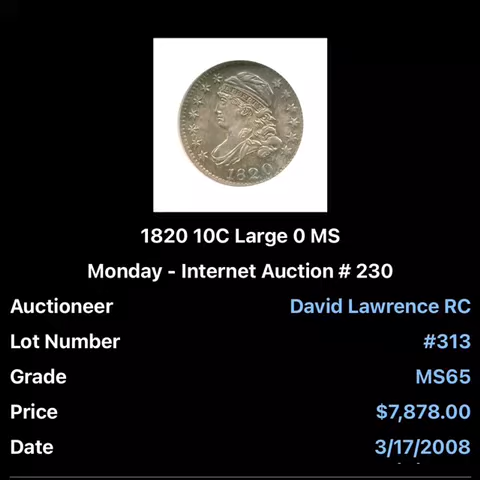 1820
1820 10C Large 0 MS
Monday - Internet Auction # 230
Auctioneer David Lawrence RC
Lot Number #313
Grade MS65
Price $7,878.00
Date 3/17/2008